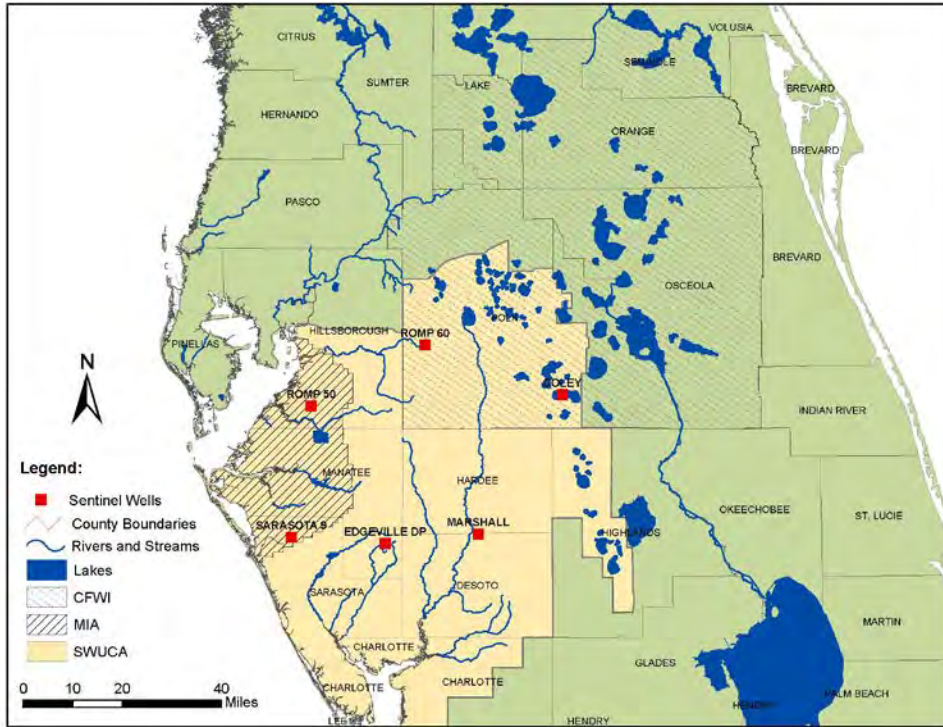 VOLUSIA
CITRUS
SUMTER
SEMINOLE
LAKE
BREVARD
HERNANDO
ORANGE
BREVARD
PASCO
BREVARD
OSCEOLA
POLK
HILLSBOROUGH
ROMP 60
PINELLAS
N
COLEY
ROMP 50
INDIAN RIVER
Legend:
MANATEE
HARDEE
Sentinel Wells
OKEECHOBEE
ST. LUCIE
County Boundaries
SARASOTA 9
EDGEVILLE DP
MARSHALL
HIGHLANDS
Rivers and Streams
Lakes
CFWI
SARASOTA
DESOTO
MARTIN
MIA
CHARLOTTE
SWUCA
GLADES
CHARLOTTE
CHARLOTTE
PALM BEACH
0 10 20 40
Miles
HENDRY
LEE
HENDRY